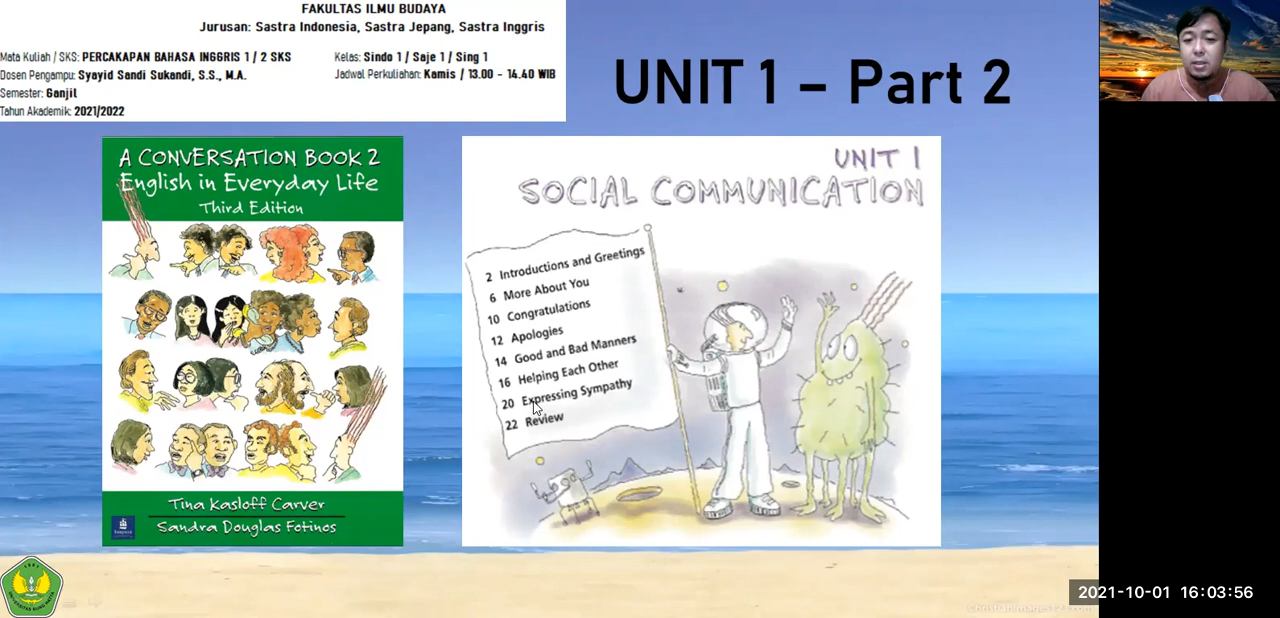 FAKULTAS ILMU BUDAYA
Jurusan: Sastra Indonesia, Sastra Jepang, Sastra Inggris
Mata Kuliah / SKS: PERCAKAPAN BAHASA INGGRIS 1 / 2 SKS
Kelas: Sindo 1 / Saje 1 / Sing 1
Dosen Pengampu: Syayid Sandi Sukandi, S.S., M.A.
Jadwal Perkuliahan: Kamis / 13.00 - 14.40 WIB
Semester: Ganjil
Tahun Akademik: 2021/2022
UNIT 1 – Part 2
A CONVERSATION BOOK 2
English in Everyday Life
Third Edition
Tina Kasloff Carver
Sandra Douglas Fotinos
UNIT 1
SOCIAL COMMUNICATION
2 Introductions and Greetings
6 More About You
10 Congratulations
12 Apologies
14 Good and Bad Manners
16 Helping Each Other
20 Expressing Sympathy
22 Review
2021-10-01 16:03:56